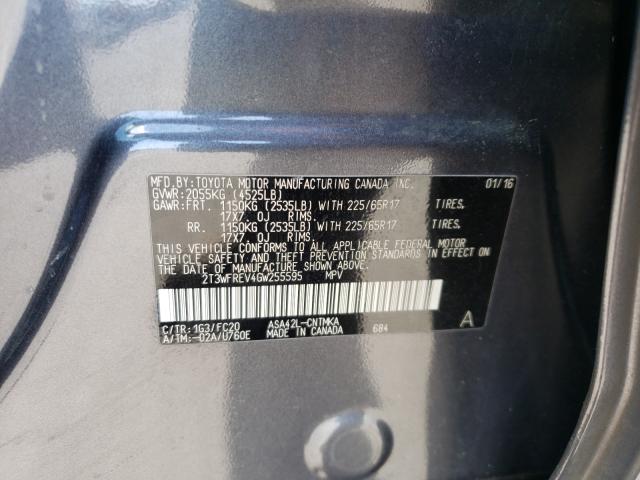 MFD.BY:TOYOTA MOTOR MANUFACTURING CANADA INC. 01/16
GVWR:2055KG (4525LB)
GAWR:FRT. 1150KG (2535LB) WITH 225/65R17 TIRES.
17X7 OJ RIMS.
RR. 1150KG (2535LB) WITH 225/65R17 TIRES.
17X7 OJ RIMS.
THIS VEHICLE CONFORMS TO ALL APPLICABLE FEDERAL MOTOR
VEHICLE SAFETY AND THEFT PREVENTION STANDARDS IN
EFFECT ON THE DATE OF MANUFACTURE SHOWN ABOVE.
2T3WFREV4GW255595 MPV
C/TR:1G3/FC20 ASA42L-CNTMKA A
A/TM:-02A/U760E MADE IN CANADA 684